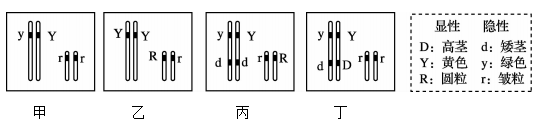 y Y r r
甲
Y Y R r
乙
y Y d d r R
丙
y Y d D r r
丁
显性 隐性
D:高茎 d:矮茎
Y:黄色 y:绿色
R:圆粒 r:皱粒